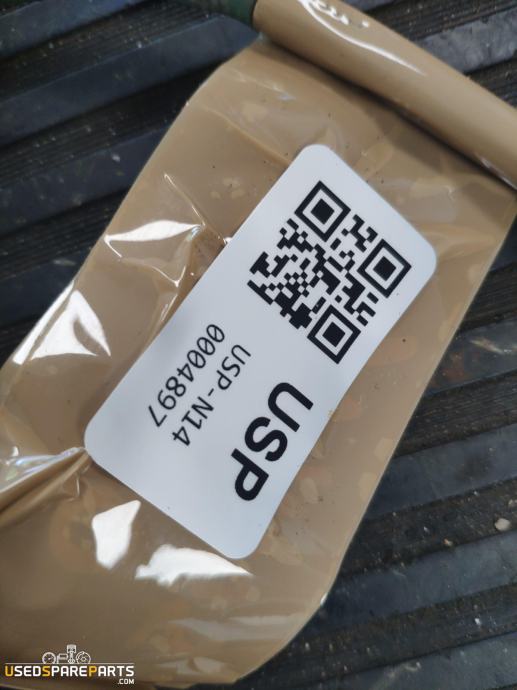 USP
USP-N14
0004897
USEDSPAREPARTS
.COM